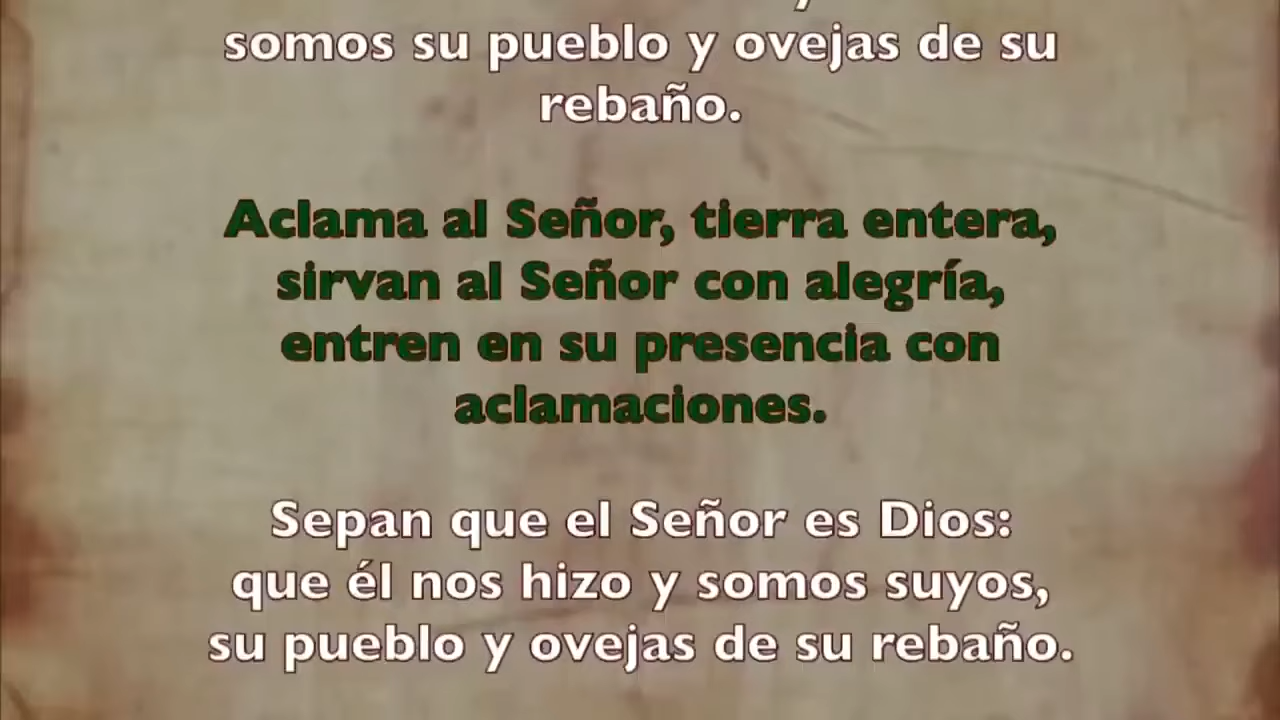 somos su pueblo y ovejas de su
rebaño.
Aclama al Señor, tierra entera,
sirvan al Señor con alegría,
entren en su presencia con
aclamaciones.
Sepan que el Señor es Dios:
que él nos hizo y somos suyos,
su pueblo y ovejas de su rebaño.